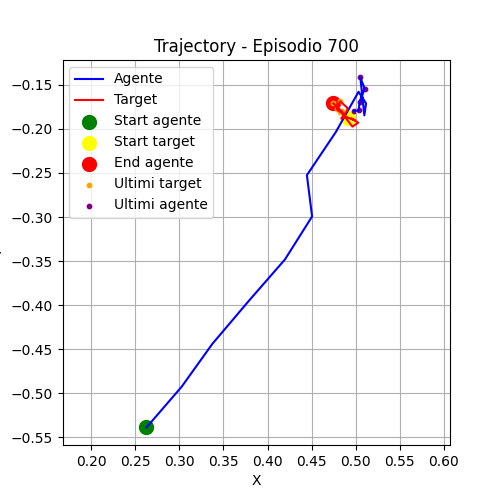 Trajectory - Episodio 700
Agente
Target
Start agente
Start target
End agente
Ultimi target
Ultimi agente
−0.15
−0.20
−0.25
−0.30
−0.35
−0.40
−0.45
−0.50
−0.55
0.20 0.25 0.30 0.35 0.40 0.45 0.50 0.55 0.60
X